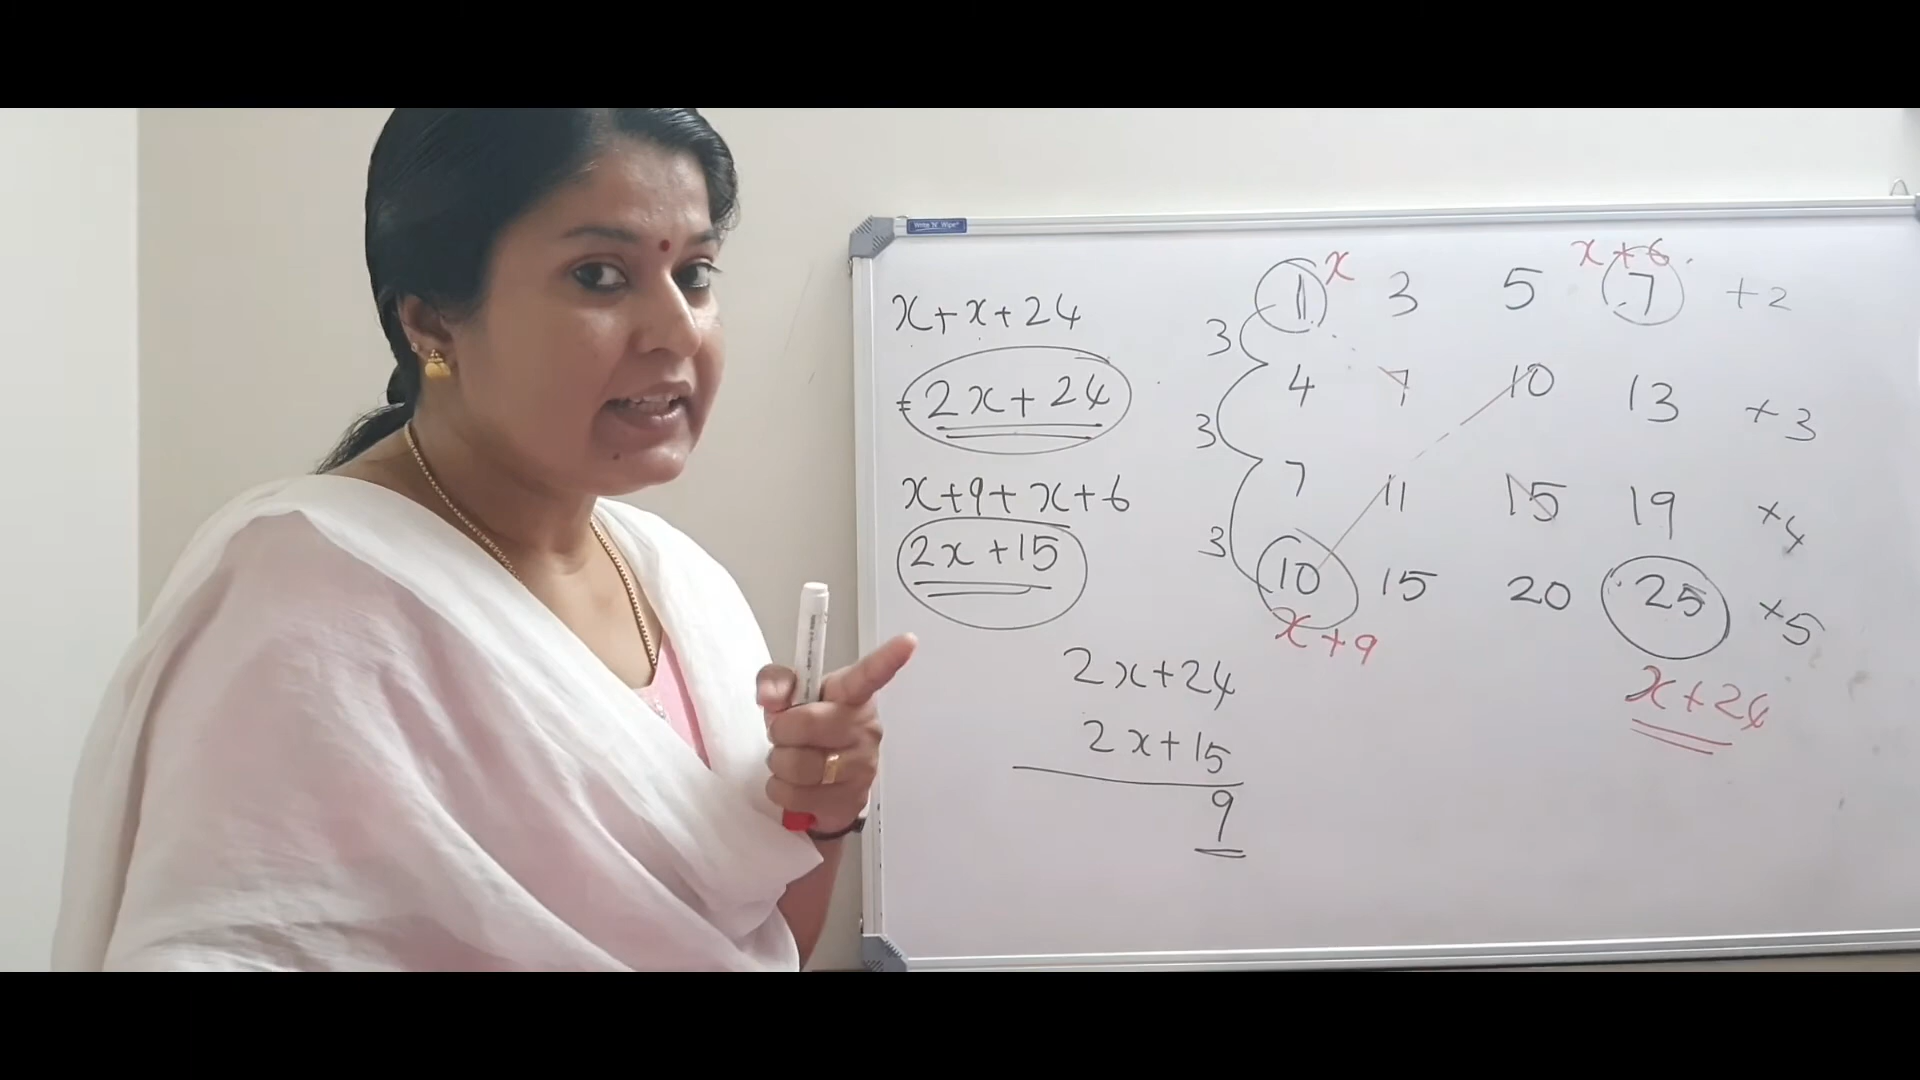 Write 'N' Wipe
x+x+24
=2x+24
x+9+x+6
2x+15
2x+24
2x+15
9
x x+6
1 3 5 7 +2
3
4 7 10 13 +3
3
7 11 15 19 +4
3
10 15 20 25 +5
x+9
x+24